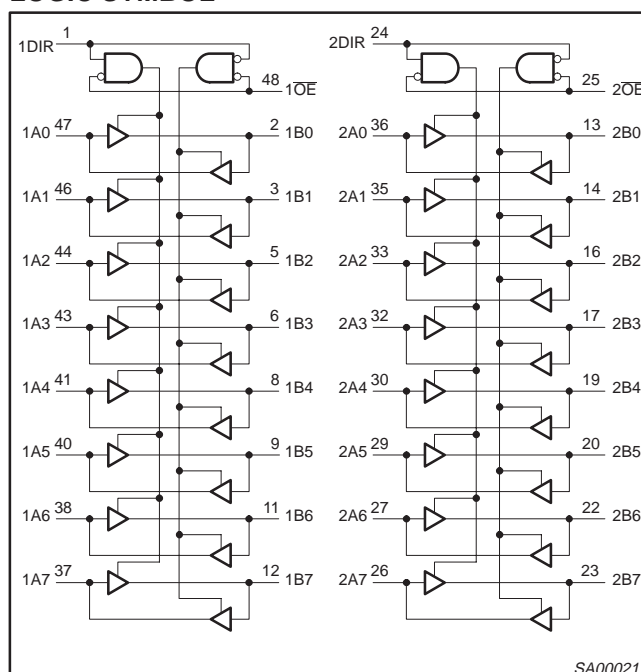 LOGIC SYMBOL
1DIR 1
48 1OE
1A0 47 2 1B0
1A1 46 3 1B1
1A2 44 5 1B2
1A3 43 6 1B3
1A4 41 8 1B4
1A5 40 9 1B5
1A6 38 11 1B6
1A7 37 12 1B7
2DIR 24
25 2OE
2A0 36 13 2B0
2A1 35 14 2B1
2A2 33 16 2B2
2A3 32 17 2B3
2A4 30 19 2B4
2A5 29 20 2B5
2A6 27 22 2B6
2A7 26 23 2B7
SA00021